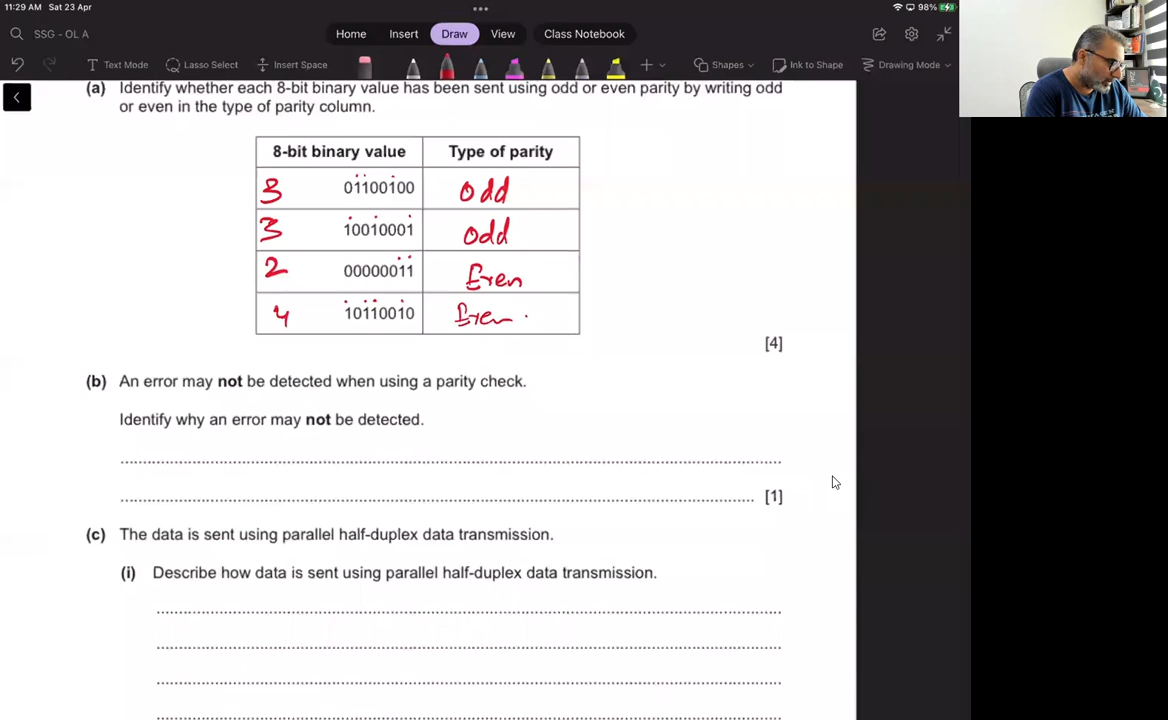 11:29 AM Sat 23 Apr
98%
SSG - OL A
Home Insert Draw View Class Notebook
Text Mode Lasso Select Insert Space Shapes Ink to Shape Drawing Mode
(a) Identify whether each 8-bit binary value has been sent using odd or even parity by writing odd
or even in the type of parity column.
8-bit binary value Type of parity
3 01100100 odd
3 10010001 odd
2 00000011 Even
4 10110010 Even
[4]
(b) An error may not be detected when using a parity check.
Identify why an error may not be detected.
[1]
(c) The data is sent using parallel half-duplex data transmission.
(i) Describe how data is sent using parallel half-duplex data transmission.